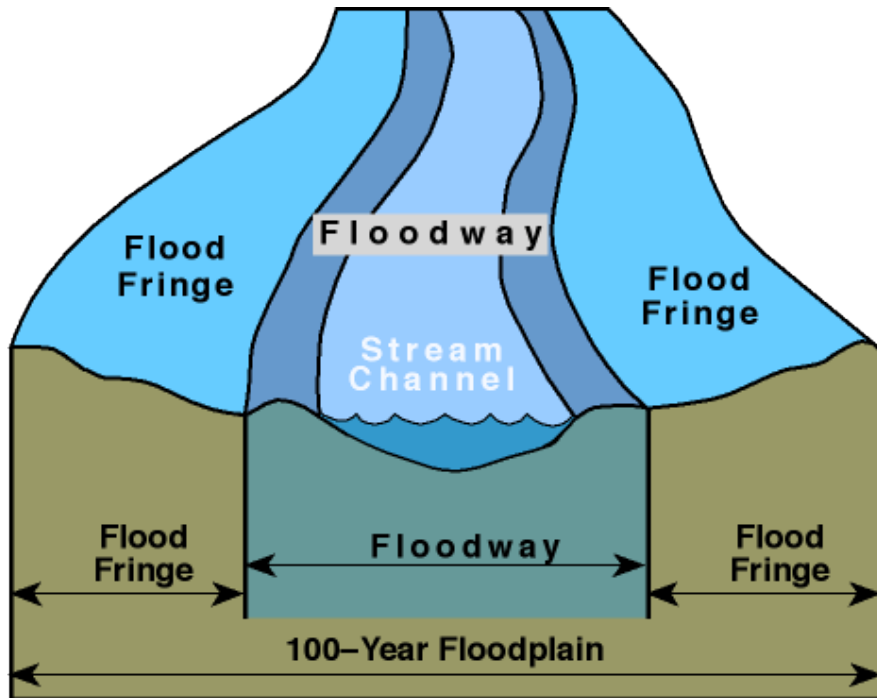 Floodway
Flood
Fringe
Flood
Fringe
Stream
Channel
Flood
Fringe
Floodway
Flood
Fringe
100–Year Floodplain